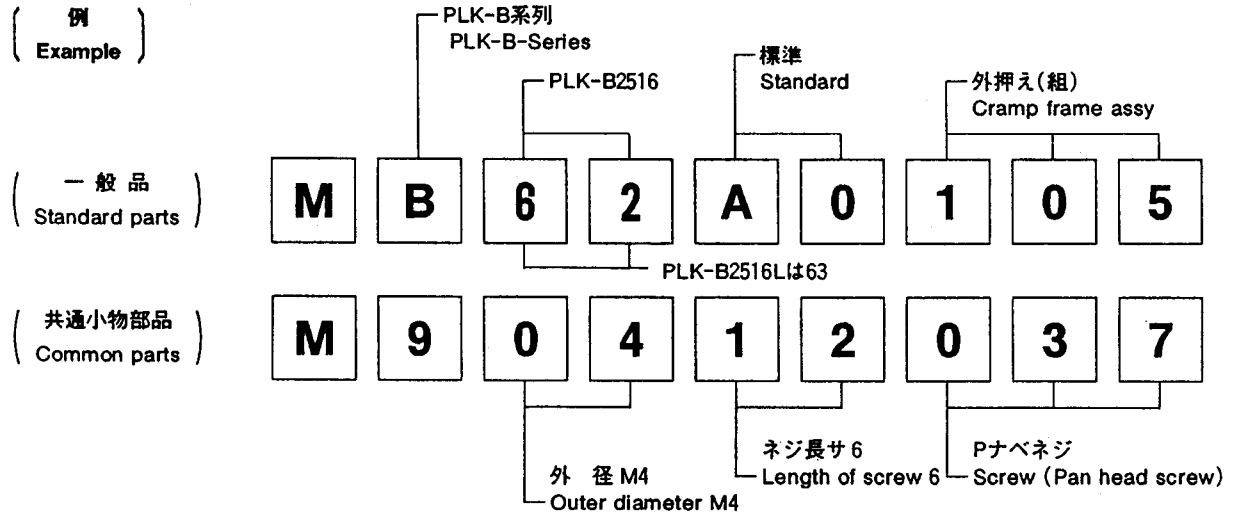 例
Example
PLK-B系列
PLK-B-Series
PLK-B2516
標準
Standard
外押え(組)
Cramp frame assy
一般品
Standard parts
M B 6 2 A 0 1 0 5
PLK-B2516Lは63
共通小物部品
Common parts
M 9 0 4 1 2 0 3 7
外 径 M4
Outer diameter M4
ネジ長サ 6
Length of screw 6
Pナベネジ
Screw (Pan head screw)